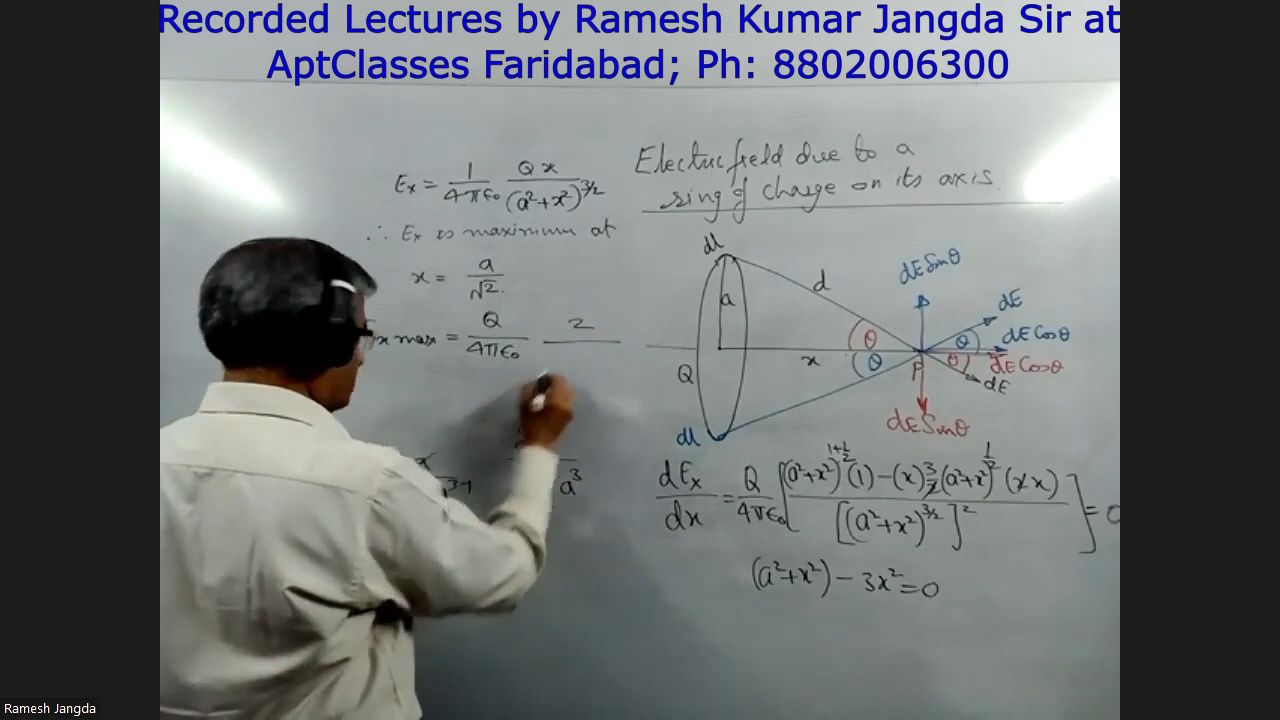 Recorded Lectures by Ramesh Kumar Jangda Sir at
AptClasses Faridabad; Ph: 8802006300
Electric field due to a
ring of charge on its axis
Ex = 1/4πε₀ Qx/(a²+x²)^3/2
∴ Ex is maximum at
x = a/√2.
x max = Q/4πε₀ 2
a³
dl
a
d
x
Q
dl
θ
θ
P
dE Sinθ
dE
θ
dE Cosθ
θ
dE Cosθ
dE
dE Sinθ
dEx/dx = Q/4πε₀ [(a²+x²)^1+1/2 (1) − (x) 3/2 (a²+x²)^1/2 (2x) / [(a²+x²)^3/2]²] = 0
(a²+x²) − 3x² = 0
Ramesh Jangda